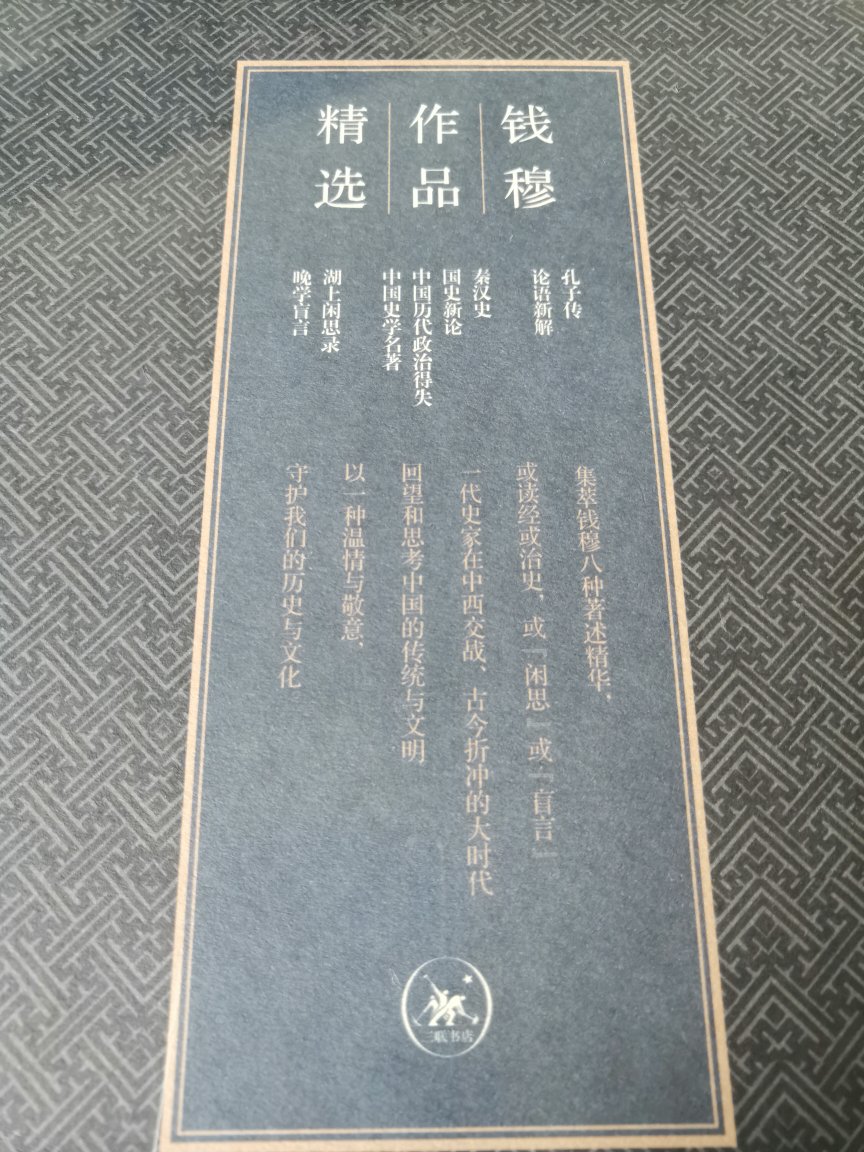 钱穆
作品
精选
孔子传
论语新解
秦汉史
国史新论
中国历代政治得失
中国史学名著
湖上闲思录
晚学盲言
集萃钱穆八种著述精华，
或读经或治史，或『闲思』或『盲言』
一代史家在中西交战、古今折冲的大时代
回望和思考中国的传统与文明
以一种温情与敬意，
守护我们的历史与文化。
三联书店